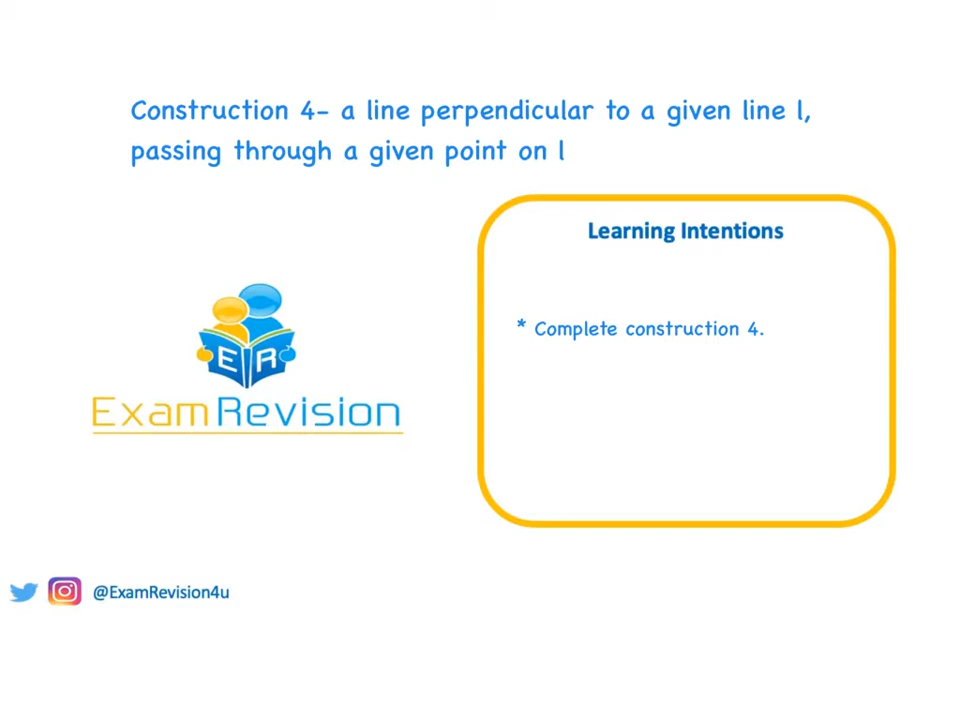 Construction 4- a line perpendicular to a given line l,
passing through a given point on l
Learning Intentions
* Complete construction 4.
E R
ExamRevision
@ExamRevision4u